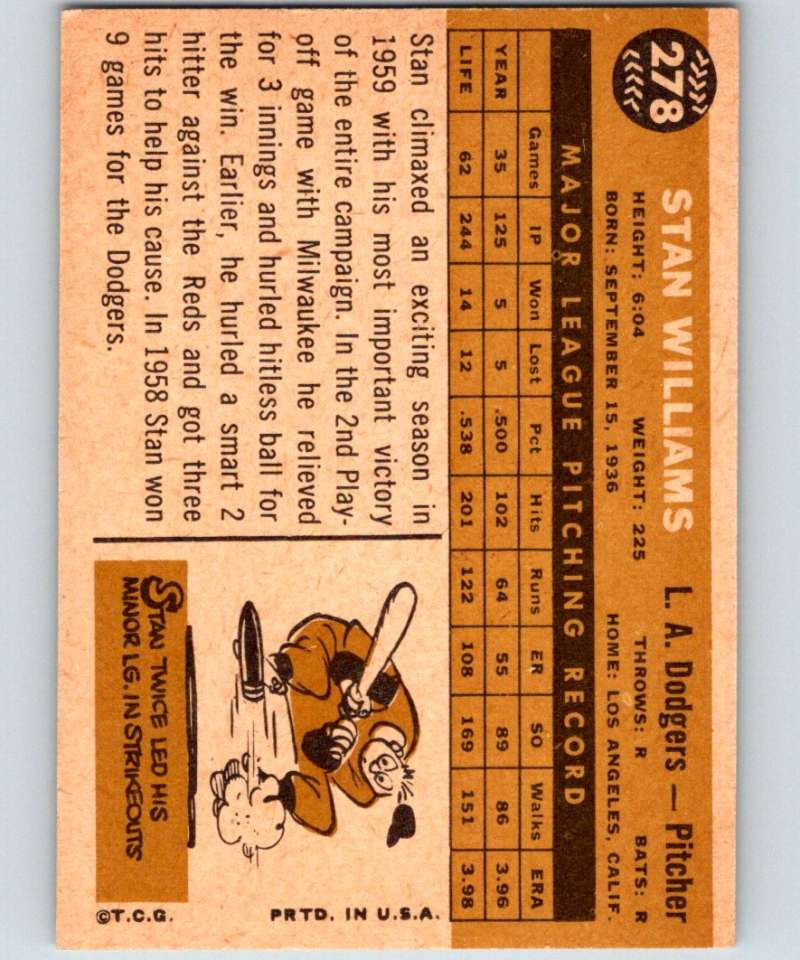 278
STAN WILLIAMS
L. A. Dodgers — Pitcher
HEIGHT: 6:04 WEIGHT: 225 THROWS: R BATS: R
BORN: SEPTEMBER 15, 1936 HOME: LOS ANGELES, CALIF.
MAJOR LEAGUE PITCHING RECORD
Games IP Won Lost Pct Hits Runs ER SO Walks ERA
YEAR 35 125 5 5 .500 102 64 55 89 86 3.96
LIFE 62 244 14 12 .538 201 122 108 169 151 3.98
Stan climaxed an exciting season in
1959 with his most important victory
of the entire campaign. In the 2nd Play-
off game with Milwaukee he relieved
for 3 innings and hurled hitless ball for
the win. Earlier, he hurled a smart 2
hitter against the Reds and got three
hits to help his cause. In 1958 Stan won
9 games for the Dodgers.
STAN TWICE LED HIS
MINOR LG. IN STRIKEOUTS
©T.C.G. PRTD. IN U.S.A.